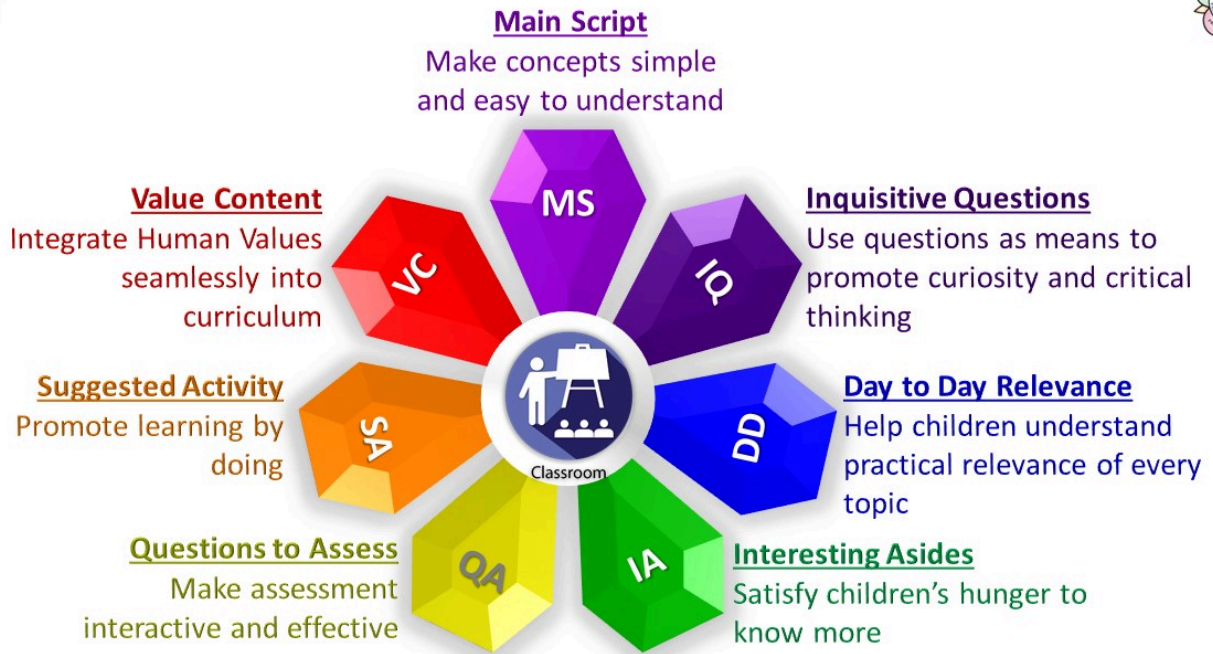 Main Script
Make concepts simple
and easy to understand
MS
Inquisitive Questions
Use questions as means to
promote curiosity and critical
thinking
IQ
Day to Day Relevance
Help children understand
practical relevance of every
topic
DD
Interesting Asides
Satisfy children’s hunger to
know more
IA
Questions to Assess
Make assessment
interactive and effective
QA
Suggested Activity
Promote learning by
doing
SA
Value Content
Integrate Human Values
seamlessly into
curriculum
VC
Classroom